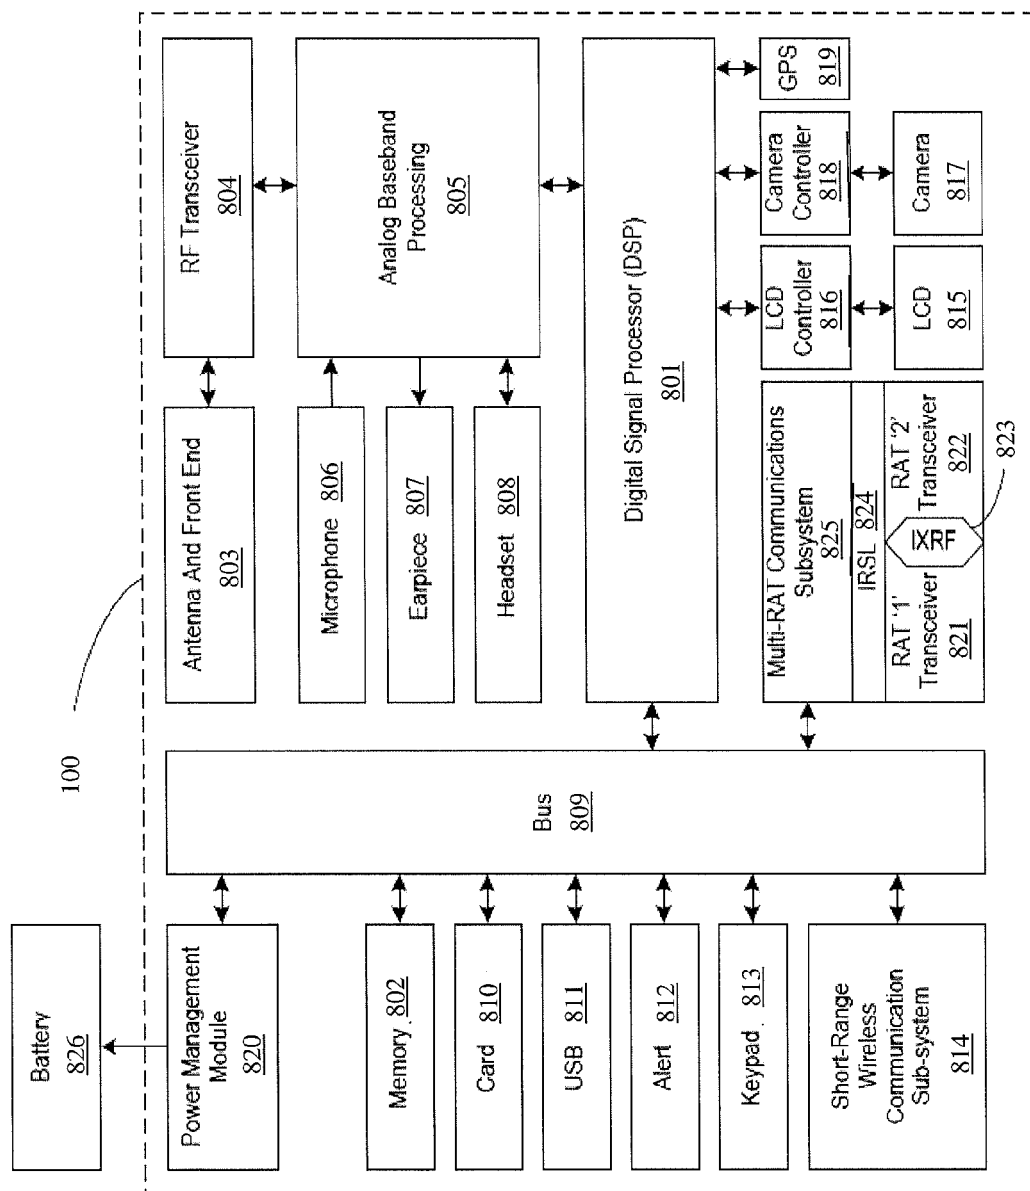 100
Battery
826
Power Management
Module
820
Memory
802
Card
810
USB
811
Alert
812
Keypad
813
Short-Range
Wireless
Communication
Sub-system
814
Bus
809
Antenna And Front End
803
Microphone
806
Earpiece
807
Headset
808
RF Transceiver
804
Analog Baseband
Processing
805
Digital Signal Processor (DSP)
801
Multi-RAT Communications
Subsystem
825
IRSL 824
RAT '1'
Transceiver
821
IXRF
RAT '2'
Transceiver
822
823
LCD
Controller
816
LCD
815
Camera
Controller
818
Camera
817
GPS
819